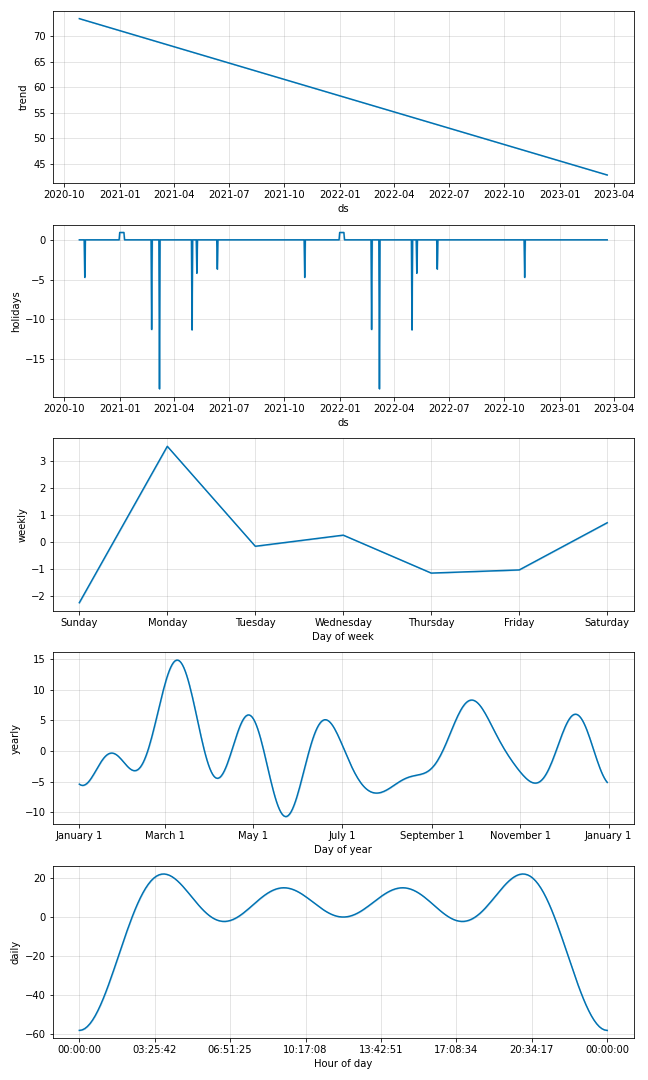 70
65
60
55
50
45
trend
2020-10 2021-01 2021-04 2021-07 2021-10 2022-01 2022-04 2022-07 2022-10 2023-01 2023-04
ds
0
−5
−10
−15
holidays
2020-10 2021-01 2021-04 2021-07 2021-10 2022-01 2022-04 2022-07 2022-10 2023-01 2023-04
ds
3
2
1
0
−1
−2
weekly
Sunday Monday Tuesday Wednesday Thursday Friday Saturday
Day of week
15
10
5
0
−5
−10
yearly
January 1 March 1 May 1 July 1 September 1 November 1 January 1
Day of year
20
0
−20
−40
−60
daily
00:00:00 03:25:42 06:51:25 10:17:08 13:42:51 17:08:34 20:34:17 00:00:00
Hour of day